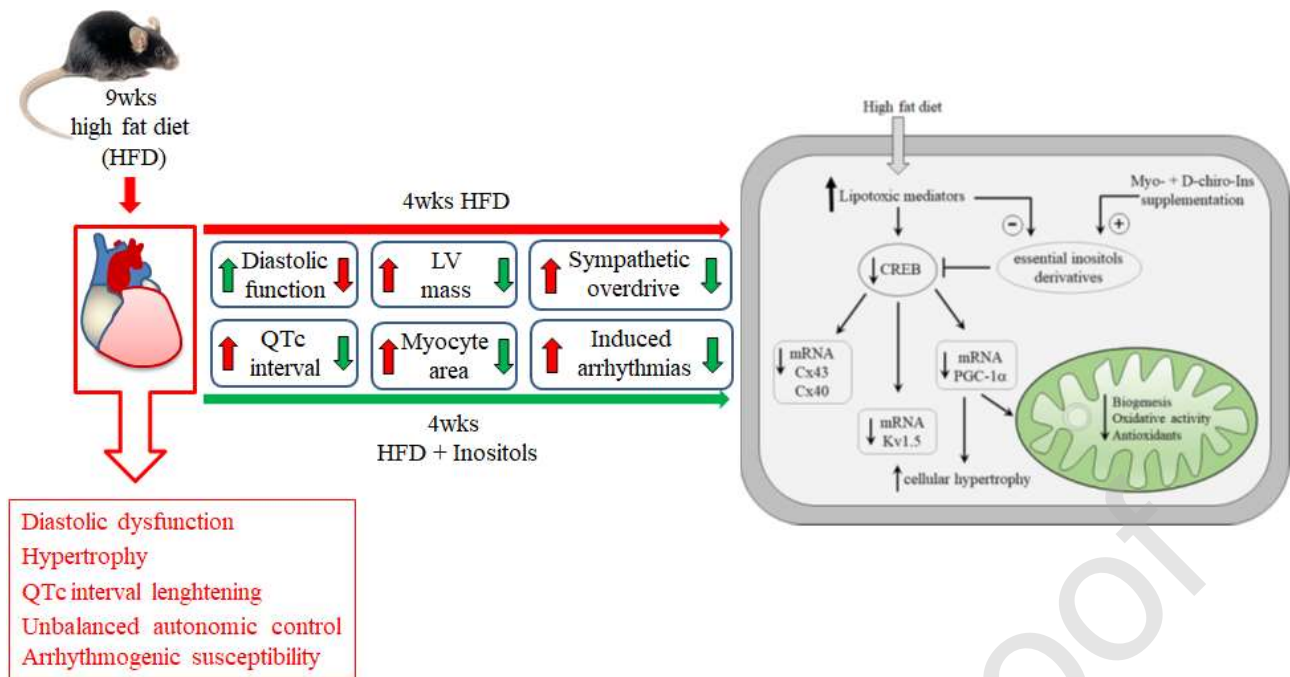 9wks
high fat diet
(HFD)
4wks HFD
Diastolic
function
LV
mass
Sympathetic
overdrive
QTc
interval
Myocyte
area
Induced
arrhythmias
4wks
HFD + Inositols
Diastolic dysfunction
Hypertrophy
QTc interval lenghtening
Unbalanced autonomic control
Arrhythmogenic susceptibility
High fat diet
Lipotoxic mediators
Myo- + D-chiro-Ins
supplementation
−
+
CREB
essential inositols
derivatives
mRNA
Cx43
Cx40
mRNA
PGC-1α
mRNA
Kv1.5
Biogenesis
Oxidative activity
Antioxidants
cellular hypertrophy
oof